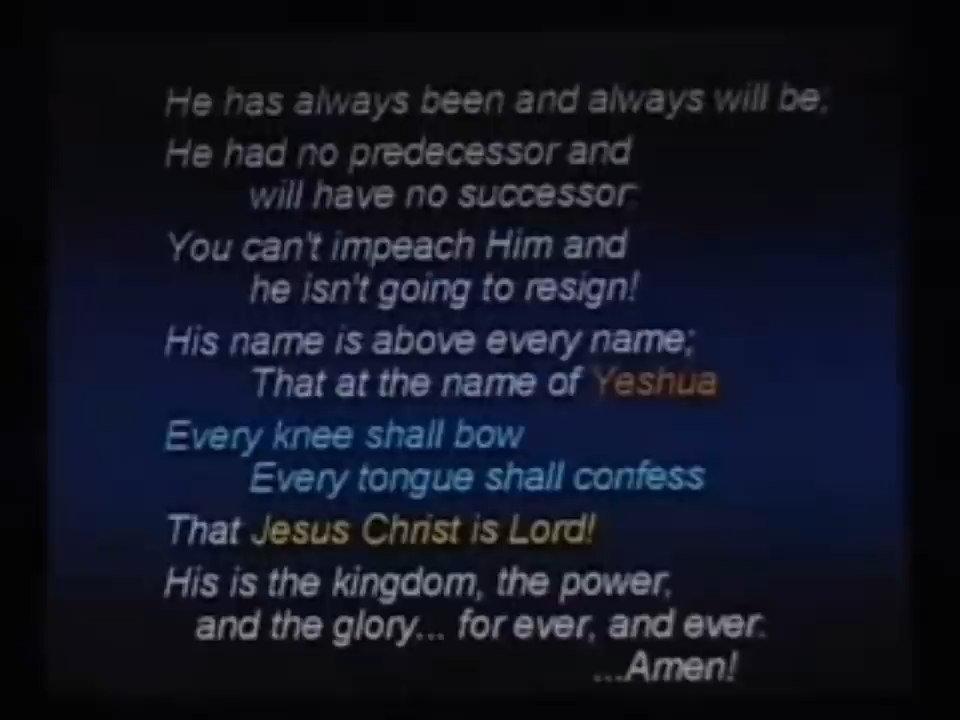 He has always been and always will be;
He had no predecessor and
will have no successor.
You can't impeach Him and
he isn't going to resign!
His name is above every name;
That at the name of Yeshua
Every knee shall bow
Every tongue shall confess
That Jesus Christ is Lord!
His is the kingdom, the power,
and the glory... for ever, and ever.
...Amen!